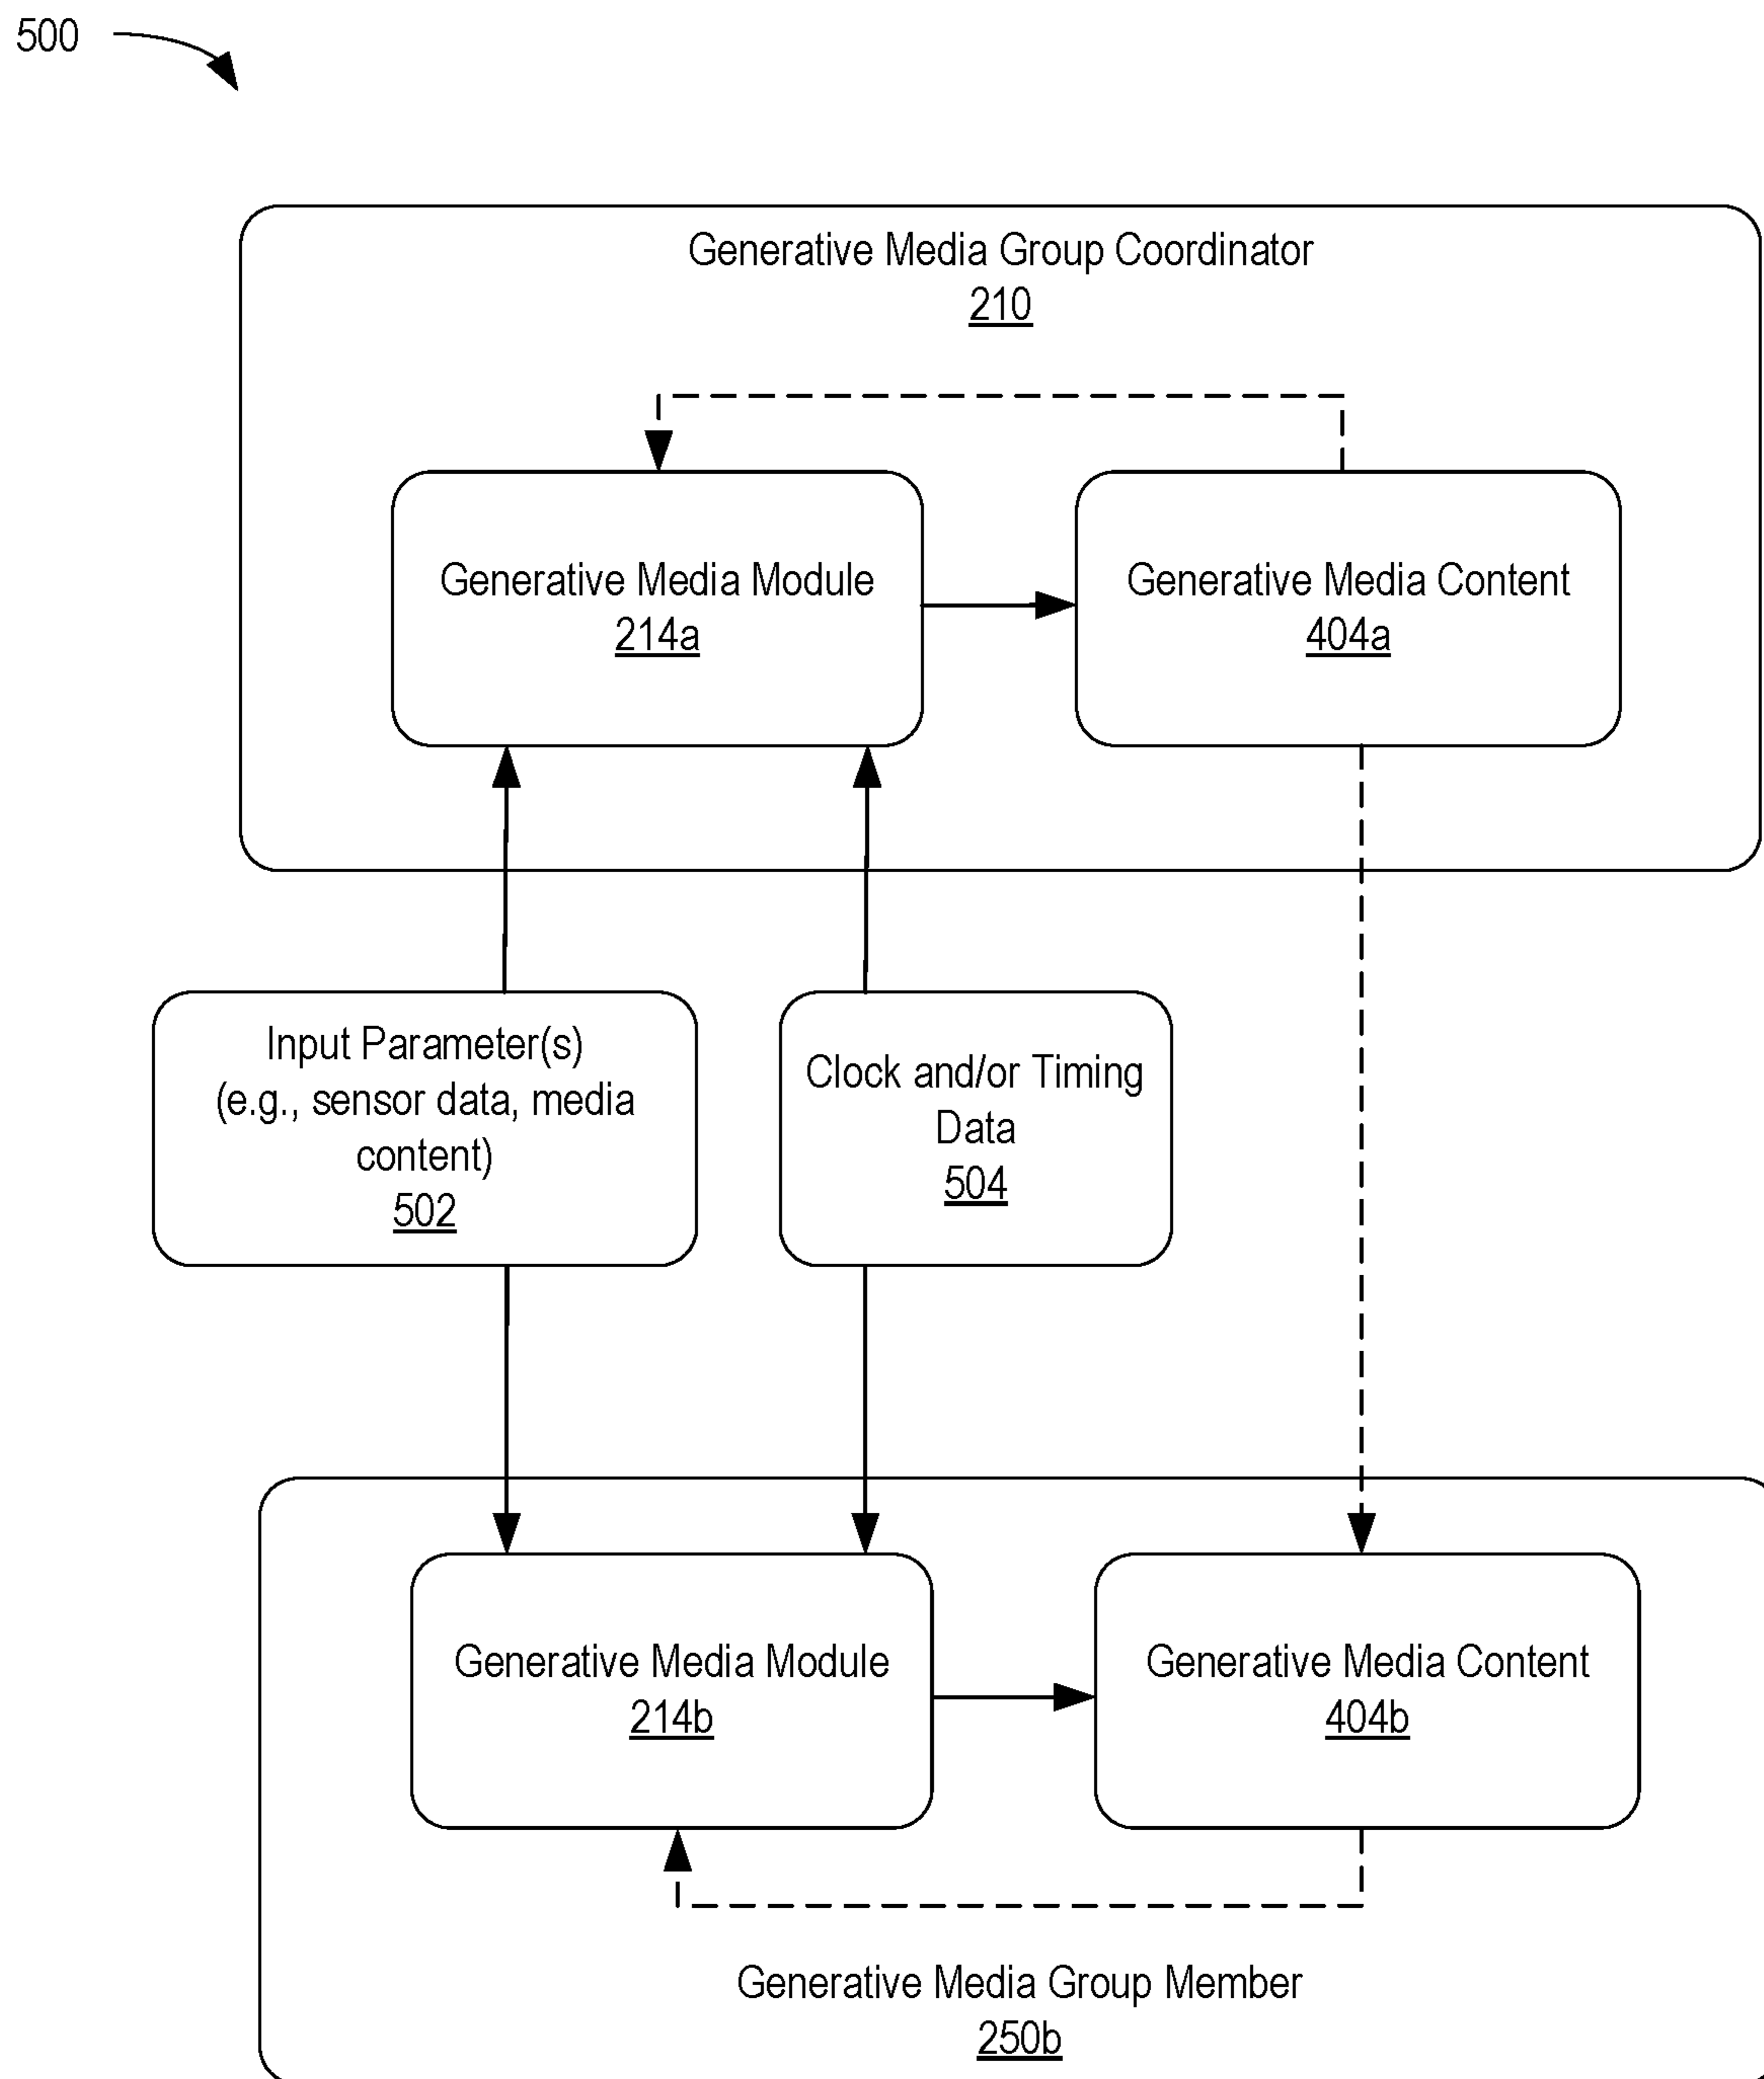 500
Generative Media Group Coordinator
210
Generative Media Module
214a
Generative Media Content
404a
Input Parameter(s)
(e.g., sensor data, media
content)
502
Clock and/or Timing
Data
504
Generative Media Module
214b
Generative Media Content
404b
Generative Media Group Member
250b